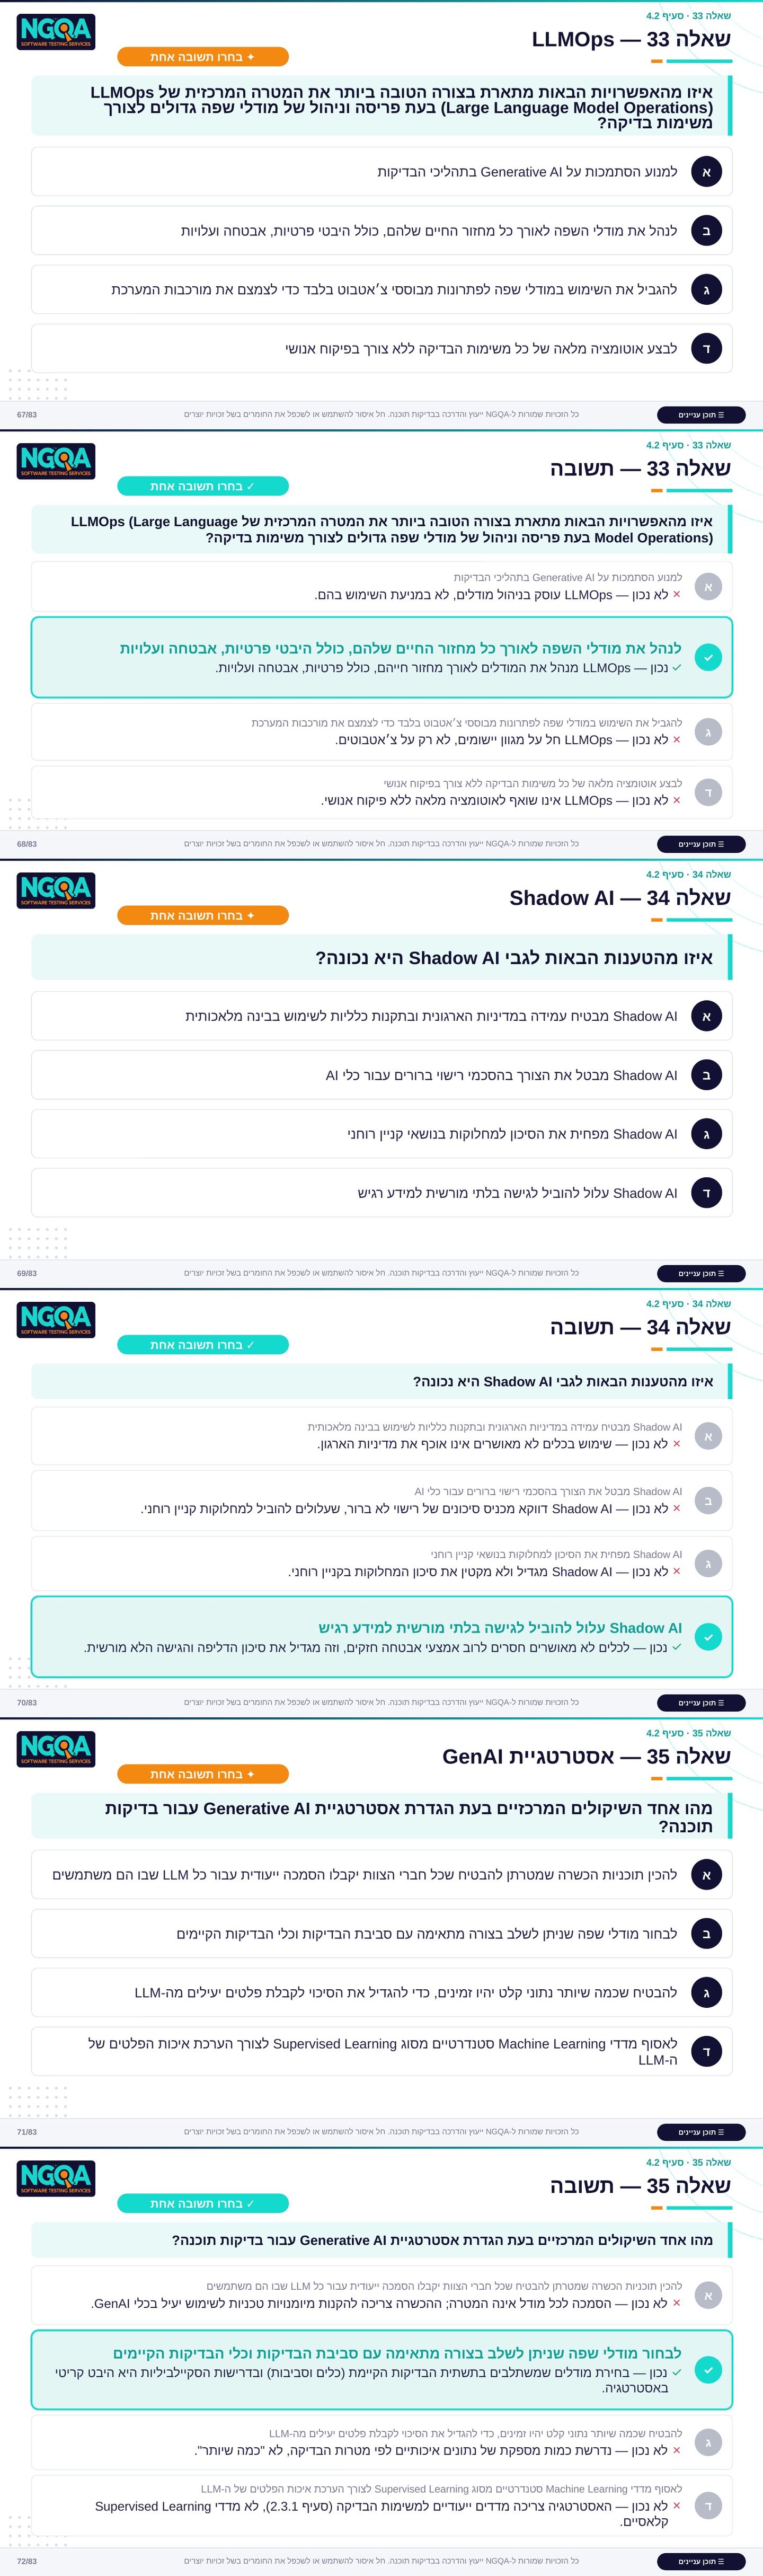 שאלה 33 · סעיף 4.2
שאלה 33 — LLMOps
NGQA
SOFTWARE TESTING SERVICES
✦ בחרו תשובה אחת
איזו מהאפשרויות הבאות מתארת בצורה הטובה ביותר את המטרה המרכזית של LLMOps
(Large Language Model Operations) בעת פריסה וניהול של מודלי שפה גדולים לצורך
משימות בדיקה?
א
למנוע הסתמכות על Generative AI בתהליכי הבדיקות
ב
לנהל את מודלי השפה לאורך כל מחזור החיים שלהם, כולל היבטי פרטיות, אבטחה ועלויות
ג
להגביל את השימוש במודלי שפה לפתרונות מבוססי צ׳אטבוט בלבד כדי לצמצם את מורכבות המערכת
ד
לבצע אוטומציה מלאה של כל משימות הבדיקה ללא צורך בפיקוח אנושי
☰ תוכן עניינים
כל הזכויות שמורות ל-NGQA ייעוץ והדרכה בבדיקות תוכנה. חל איסור להשתמש או לשכפל את החומרים בשל זכויות יוצרים
67/83
שאלה 33 · סעיף 4.2
שאלה 33 — תשובה
NGQA
SOFTWARE TESTING SERVICES
✓ בחרו תשובה אחת
איזו מהאפשרויות הבאות מתארת בצורה הטובה ביותר את המטרה המרכזית של LLMOps (Large Language
Model Operations) בעת פריסה וניהול של מודלי שפה גדולים לצורך משימות בדיקה?
א
למנוע הסתמכות על Generative AI בתהליכי הבדיקות
✕ לא נכון — LLMOps עוסק בניהול מודלים, לא במניעת השימוש בהם.
✓
לנהל את מודלי השפה לאורך כל מחזור החיים שלהם, כולל היבטי פרטיות, אבטחה ועלויות
✓ נכון — LLMOps מנהל את המודלים לאורך מחזור חייהם, כולל פרטיות, אבטחה ועלויות.
ג
להגביל את השימוש במודלי שפה לפתרונות מבוססי צ׳אטבוט בלבד כדי לצמצם את מורכבות המערכת
✕ לא נכון — LLMOps חל על מגוון יישומים, לא רק על צ׳אטבוטים.
ד
לבצע אוטומציה מלאה של כל משימות הבדיקה ללא צורך בפיקוח אנושי
✕ לא נכון — LLMOps אינו שואף לאוטומציה מלאה ללא פיקוח אנושי.
☰ תוכן עניינים
כל הזכויות שמורות ל-NGQA ייעוץ והדרכה בבדיקות תוכנה. חל איסור להשתמש או לשכפל את החומרים בשל זכויות יוצרים
68/83
שאלה 34 · סעיף 4.2
שאלה 34 — Shadow AI
NGQA
SOFTWARE TESTING SERVICES
✦ בחרו תשובה אחת
איזו מהטענות הבאות לגבי Shadow AI היא נכונה?
א
Shadow AI מבטיח עמידה במדיניות הארגונית ובתקנות כלליות לשימוש בבינה מלאכותית
ב
Shadow AI מבטל את הצורך בהסכמי רישוי ברורים עבור כלי AI
ג
Shadow AI מפחית את הסיכון למחלוקות בנושאי קניין רוחני
ד
Shadow AI עלול להוביל לגישה בלתי מורשית למידע רגיש
☰ תוכן עניינים
כל הזכויות שמורות ל-NGQA ייעוץ והדרכה בבדיקות תוכנה. חל איסור להשתמש או לשכפל את החומרים בשל זכויות יוצרים
69/83
שאלה 34 · סעיף 4.2
שאלה 34 — תשובה
NGQA
SOFTWARE TESTING SERVICES
✓ בחרו תשובה אחת
איזו מהטענות הבאות לגבי Shadow AI היא נכונה?
א
Shadow AI מבטיח עמידה במדיניות הארגונית ובתקנות כלליות לשימוש בבינה מלאכותית
✕ לא נכון — שימוש בכלים לא מאושרים אינו אוכף את מדיניות הארגון.
ב
Shadow AI מבטל את הצורך בהסכמי רישוי ברורים עבור כלי AI
✕ לא נכון — Shadow AI דווקא מכניס סיכונים של רישוי לא ברור, שעלולים להוביל למחלוקות קניין רוחני.
ג
Shadow AI מפחית את הסיכון למחלוקות בנושאי קניין רוחני
✕ לא נכון — Shadow AI מגדיל ולא מקטין את סיכון המחלוקות בקניין רוחני.
✓
Shadow AI עלול להוביל לגישה בלתי מורשית למידע רגיש
✓ נכון — לכלים לא מאושרים חסרים לרוב אמצעי אבטחה חזקים, וזה מגדיל את סיכון הדליפה והגישה הלא מורשית.
☰ תוכן עניינים
כל הזכויות שמורות ל-NGQA ייעוץ והדרכה בבדיקות תוכנה. חל איסור להשתמש או לשכפל את החומרים בשל זכויות יוצרים
70/83
שאלה 35 · סעיף 4.2
שאלה 35 — אסטרטגיית GenAI
NGQA
SOFTWARE TESTING SERVICES
✦ בחרו תשובה אחת
מהו אחד השיקולים המרכזיים בעת הגדרת אסטרטגיית Generative AI עבור בדיקות
תוכנה?
א
להכין תוכניות הכשרה שמטרתן להבטיח שכל חברי הצוות יקבלו הסמכה ייעודית עבור כל LLM שבו הם משתמשים
ב
לבחור מודלי שפה שניתן לשלב בצורה מתאימה עם סביבת הבדיקות וכלי הבדיקות הקיימים
ג
להבטיח שכמה שיותר נתוני קלט יהיו זמינים, כדי להגדיל את הסיכוי לקבלת פלטים יעילים מה-LLM
ד
לאסוף מדדי Machine Learning סטנדרטיים מסוג Supervised Learning לצורך הערכת איכות הפלטים של
ה-LLM
☰ תוכן עניינים
כל הזכויות שמורות ל-NGQA ייעוץ והדרכה בבדיקות תוכנה. חל איסור להשתמש או לשכפל את החומרים בשל זכויות יוצרים
71/83
שאלה 35 · סעיף 4.2
שאלה 35 — תשובה
NGQA
SOFTWARE TESTING SERVICES
✓ בחרו תשובה אחת
מהו אחד השיקולים המרכזיים בעת הגדרת אסטרטגיית Generative AI עבור בדיקות תוכנה?
א
להכין תוכניות הכשרה שמטרתן להבטיח שכל חברי הצוות יקבלו הסמכה ייעודית עבור כל LLM שבו הם משתמשים
✕ לא נכון — הסמכה לכל מודל אינה המטרה; ההכשרה צריכה להקנות מיומנויות טכניות לשימוש יעיל בכלי GenAI.
✓
לבחור מודלי שפה שניתן לשלב בצורה מתאימה עם סביבת הבדיקות וכלי הבדיקות הקיימים
✓ נכון — בחירת מודלים שמשתלבים בתשתית הבדיקות הקיימת (כלים וסביבות) ובדרישות הסקיילביליות היא היבט קריטי
באסטרטגיה.
ג
להבטיח שכמה שיותר נתוני קלט יהיו זמינים, כדי להגדיל את הסיכוי לקבלת פלטים יעילים מה-LLM
✕ לא נכון — נדרשת כמות מספקת של נתונים איכותיים לפי מטרות הבדיקה, לא "כמה שיותר".
ד
לאסוף מדדי Machine Learning סטנדרטיים מסוג Supervised Learning לצורך הערכת איכות הפלטים של ה-LLM
✕ לא נכון — האסטרטגיה צריכה מדדים ייעודיים למשימות הבדיקה (סעיף 2.3.1), לא מדדי Supervised Learning
קלאסיים.
☰ תוכן עניינים
כל הזכויות שמורות ל-NGQA ייעוץ והדרכה בבדיקות תוכנה. חל איסור להשתמש או לשכפל את החומרים בשל זכויות יוצרים
72/83